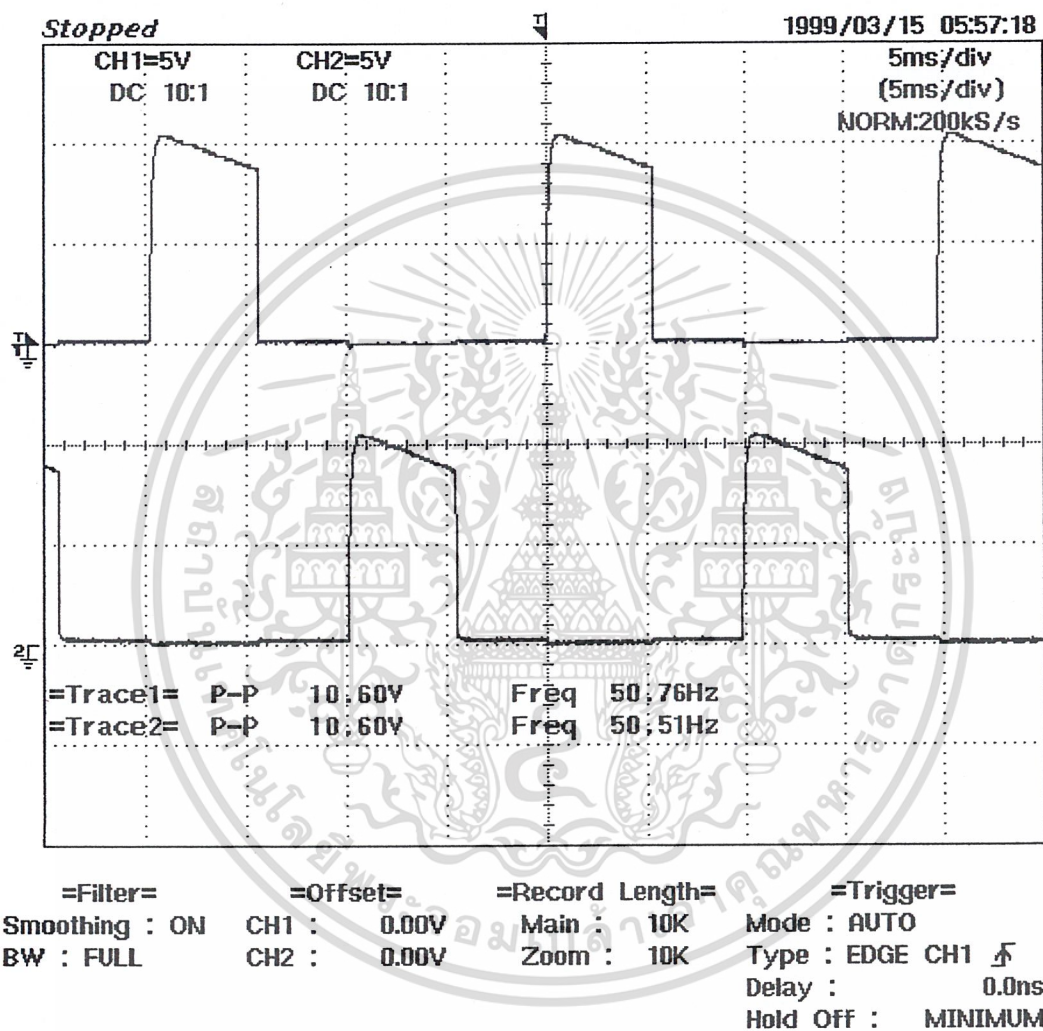 Stopped 1999/03/15 05:57:18
CH1=5V CH2=5V 5ms/div
DC 10:1 DC 10:1 (5ms/div)
NORM:200kS/s
=Trace1= P-P 10.60V Freq 50.76Hz
=Trace2= P-P 10.60V Freq 50.51Hz
=Filter= =Offset= =Record Length= =Trigger=
Smoothing : ON CH1 : 0.00V Main : 10K Mode : AUTO
BW : FULL CH2 : 0.00V Zoom : 10K Type : EDGE CH1
Delay : 0.0ns
Hold Off : MINIMUM